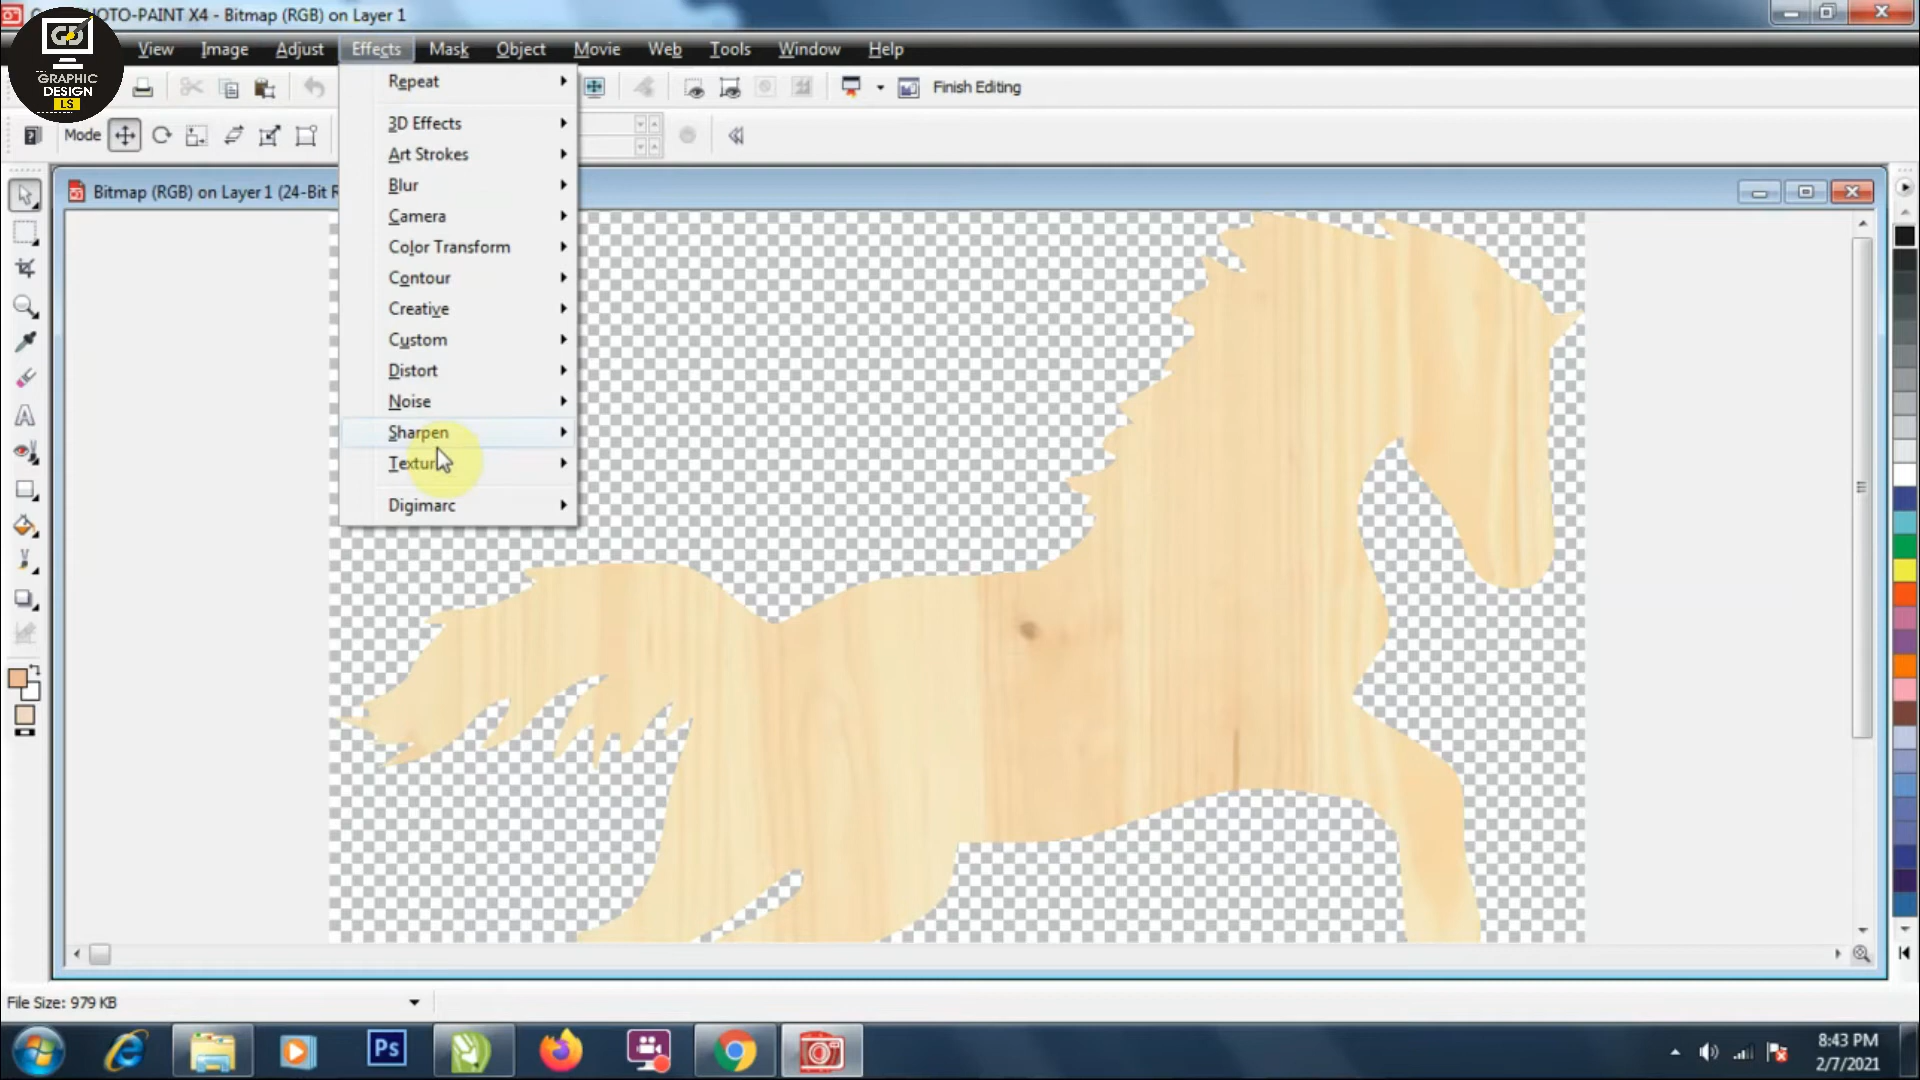 OTO-PAINT X4 - Bitmap (RGB) on Layer 1
GD
GRAPHIC
DESIGN
LS
View Image Adjust Effects Mask Object Movie Web Tools Window Help
Finish Editing
Mode
Bitmap (RGB) on Layer 1 (24-Bit R
Repeat
3D Effects
Art Strokes
Blur
Camera
Color Transform
Contour
Creative
Custom
Distort
Noise
Sharpen
Textur
Digimarc
File Size: 979 KB
Ps
8:43 PM
2/7/2021